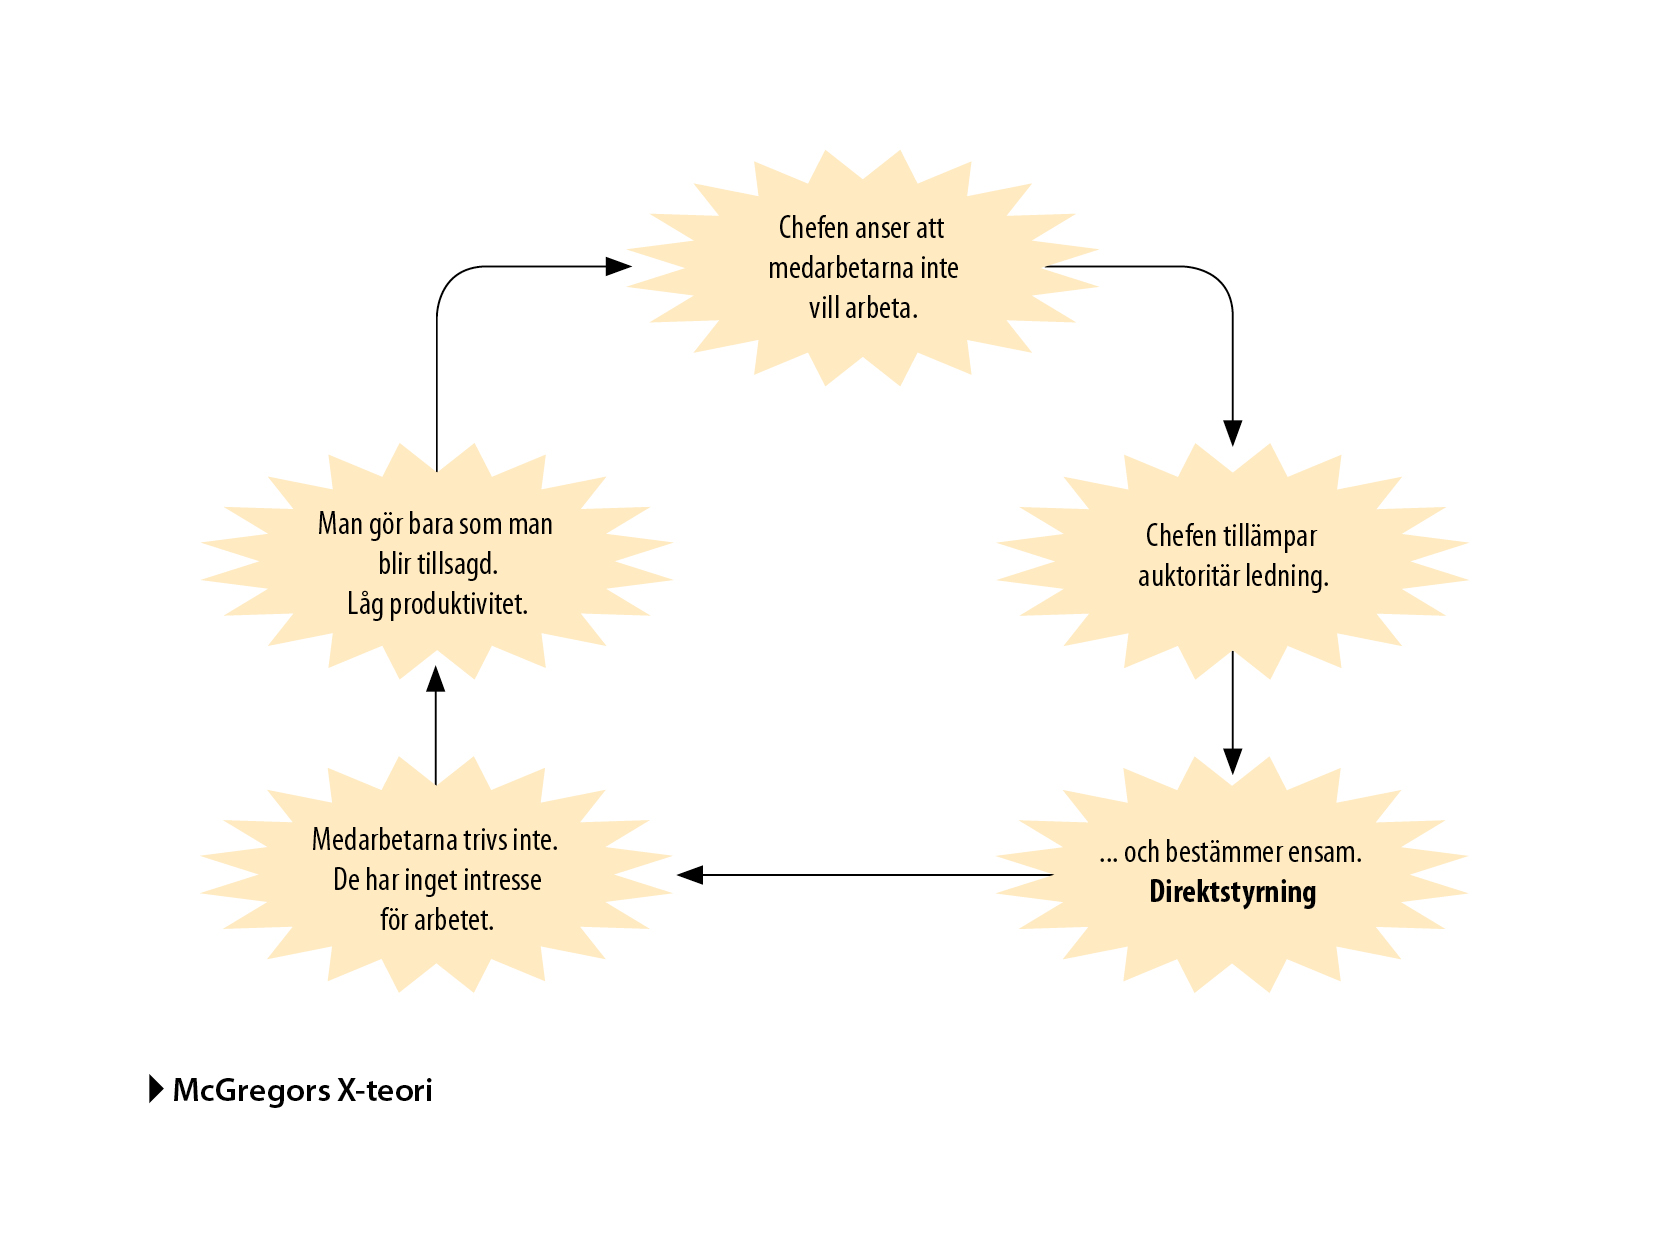 Chefen anser att
medarbetarna inte
vill arbeta.
Chefen tillämpar
auktoritär ledning.
... och bestämmer ensam.
Direktstyrning
Medarbetarna trivs inte.
De har inget intresse
för arbetet.
Man gör bara som man
blir tillsagd.
Låg produktivitet.
McGregors X-teori